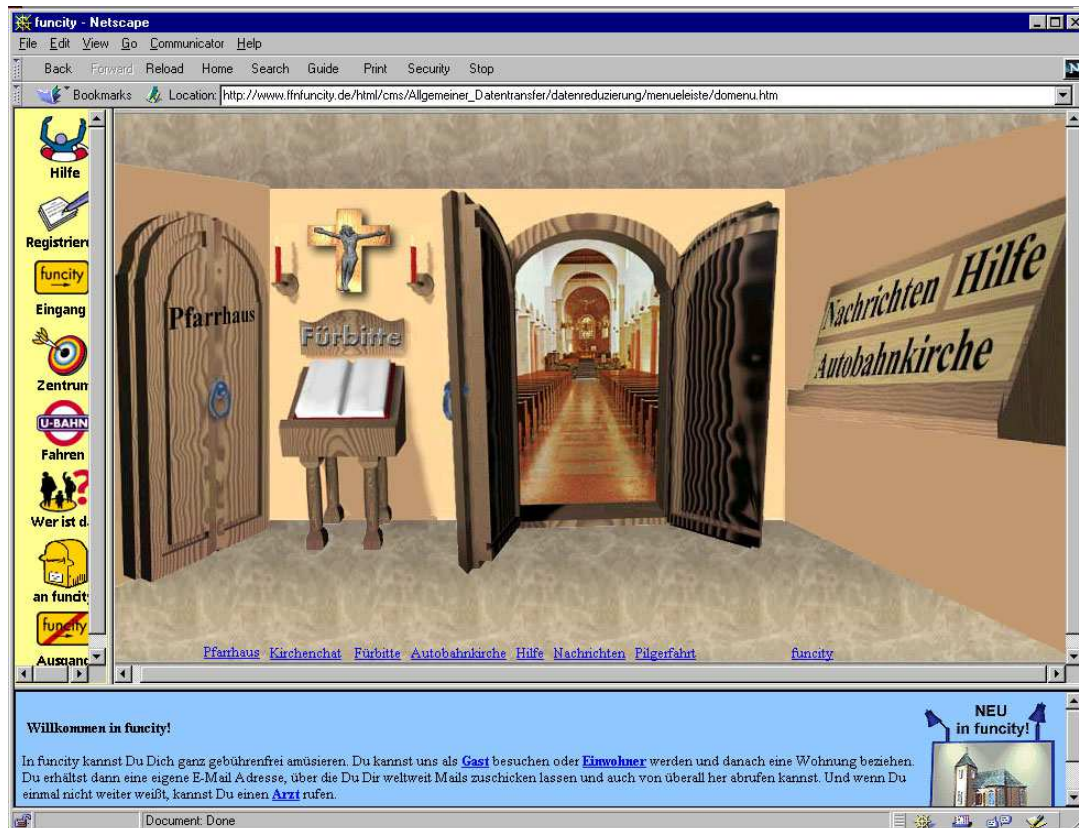 funcity - Netscape
File Edit View Go Communicator Help
Back Forward Reload Home Search Guide Print Security Stop
Bookmarks Location: http://www.ffnfuncity.de/html/cms/Allgemeiner_Datentransfer/datenreduzierung/menueleiste/domenu.htm
Hilfe
Registriere
funcity
Eingang
Zentrum
U-BAHN
Fahren
Wer ist d
an funcit
funcity
Ausgang
Pfarrhaus
Fürbitte
Nachrichten Hilfe
Autobahnkirche
Pfarrhaus Kirchenchat Fürbitte Autobahnkirche Hilfe Nachrichten Pilgerfahrt funcity
Willkommen in funcity!
In funcity kannst Du Dich ganz gebührenfrei amüsieren. Du kannst uns als Gast besuchen oder Einwohner werden und danach eine Wohnung beziehen.
Du erhältst dann eine eigene E-Mail Adresse, über die Du Dir weltweit Mails zuschicken lassen und auch von überall her abrufen kannst. Und wenn Du
einmal nicht weiter weißt, kannst Du einen Arzt rufen.
NEU
in funcity!
Document: Done